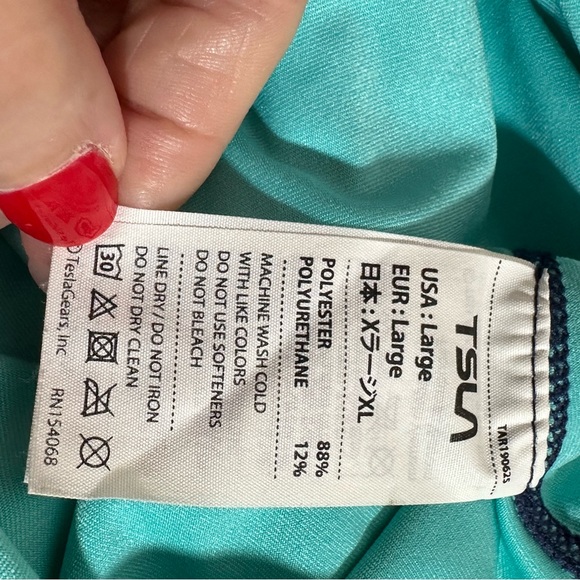 TAR19062S
TSLA
USA : Large
EUR : Large
日本 : XラージXL
POLYESTER 88%
POLYURETHANE 12%
MACHINE WASH COLD
WITH LIKE COLORS
DO NOT USE SOFTENERS
DO NOT BLEACH
LINE DRY/ DO NOT IRON
DO NOT DRY CLEAN
30
© TeslaGears, Inc
RN154068